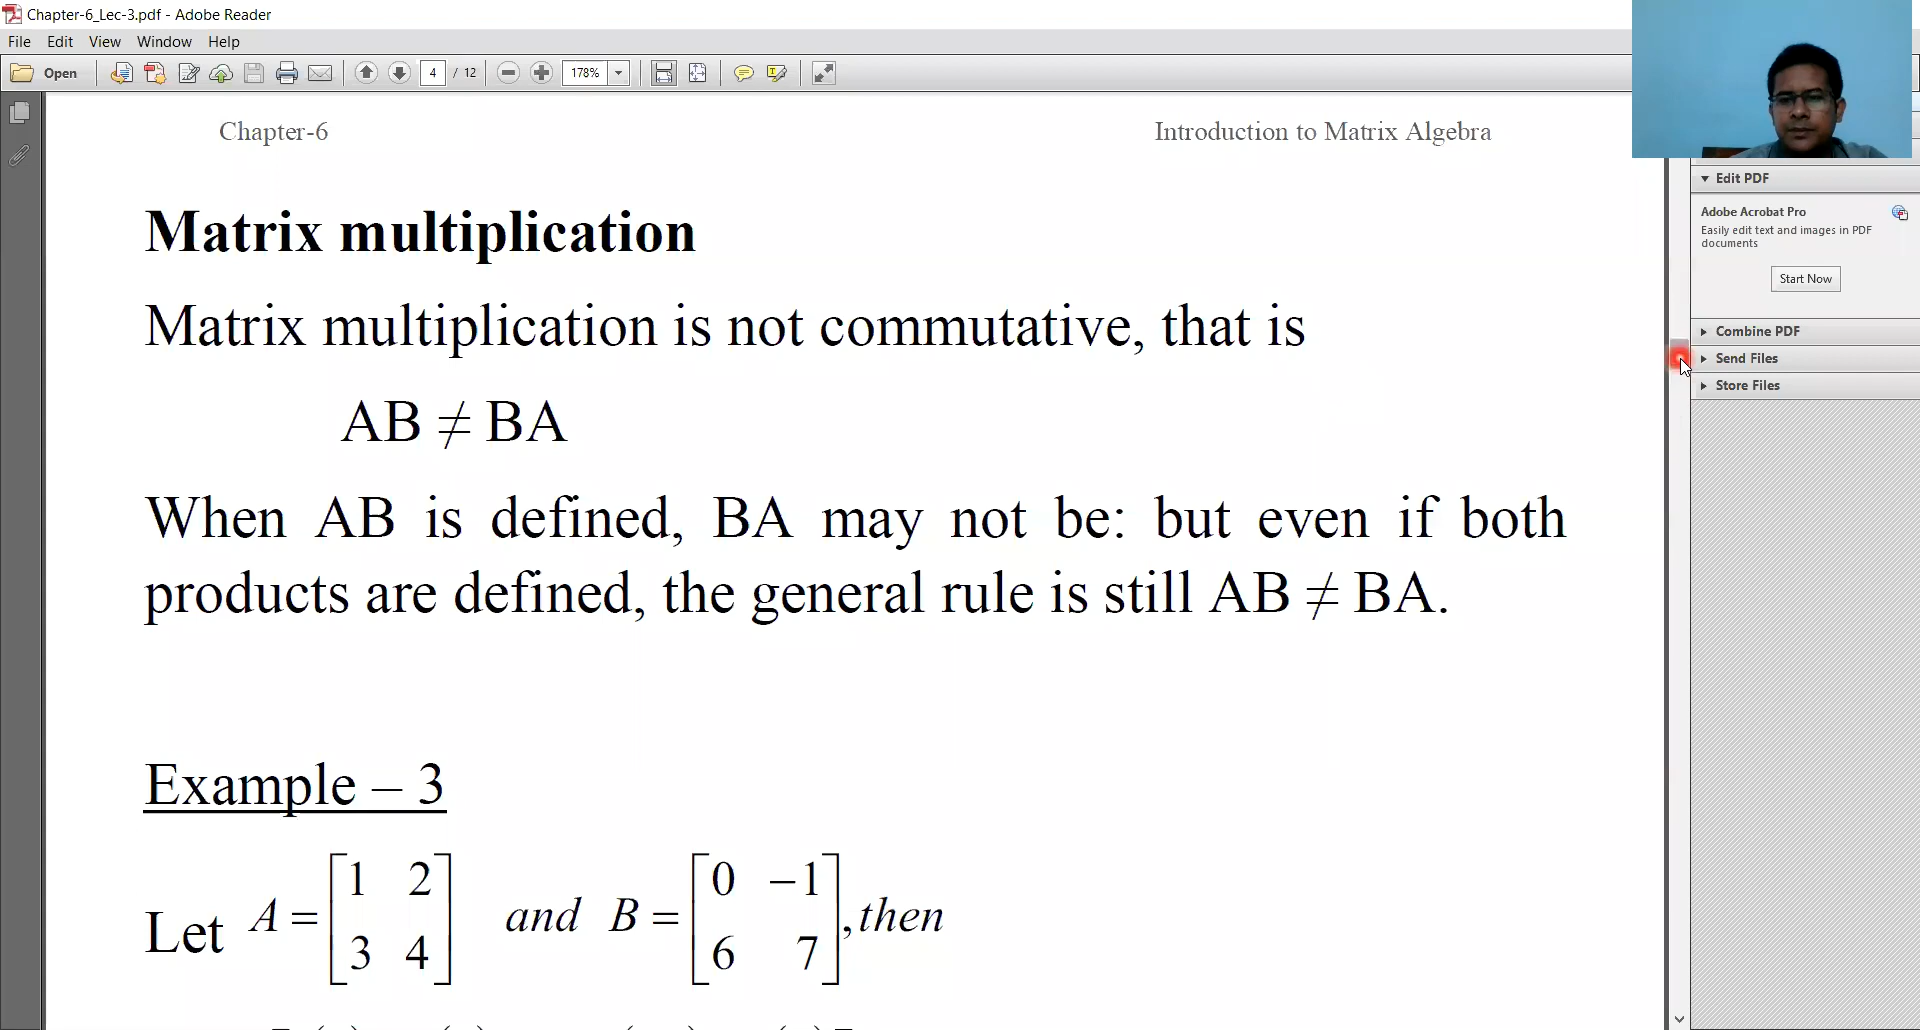 Chapter-6_Lec-3.pdf - Adobe Reader
File Edit View Window Help
Open 4 / 12 178%
Chapter-6 Introduction to Matrix Algebra
Matrix multiplication
Matrix multiplication is not commutative, that is
AB ≠ BA
When AB is defined, BA may not be: but even if both
products are defined, the general rule is still AB ≠ BA.
Example – 3
Let A = [1 2; 3 4] and B = [0 −1; 6 7], then
Edit PDF
Adobe Acrobat Pro
Easily edit text and images in PDF
documents
Start Now
Combine PDF
Send Files
Store Files